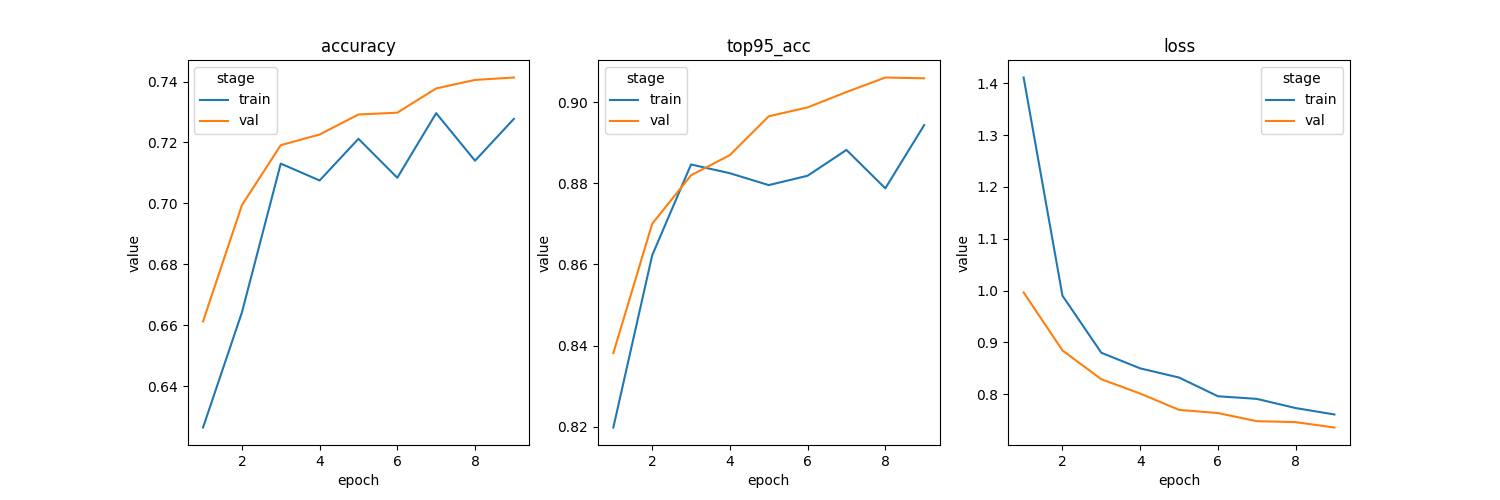 accuracy
value
0.74
0.72
0.70
0.68
0.66
0.64
stage
train
val
2 4 6 8
epoch
top95_acc
value
0.90
0.88
0.86
0.84
0.82
stage
train
val
2 4 6 8
epoch
loss
value
1.4
1.3
1.2
1.1
1.0
0.9
0.8
stage
train
val
2 4 6 8
epoch